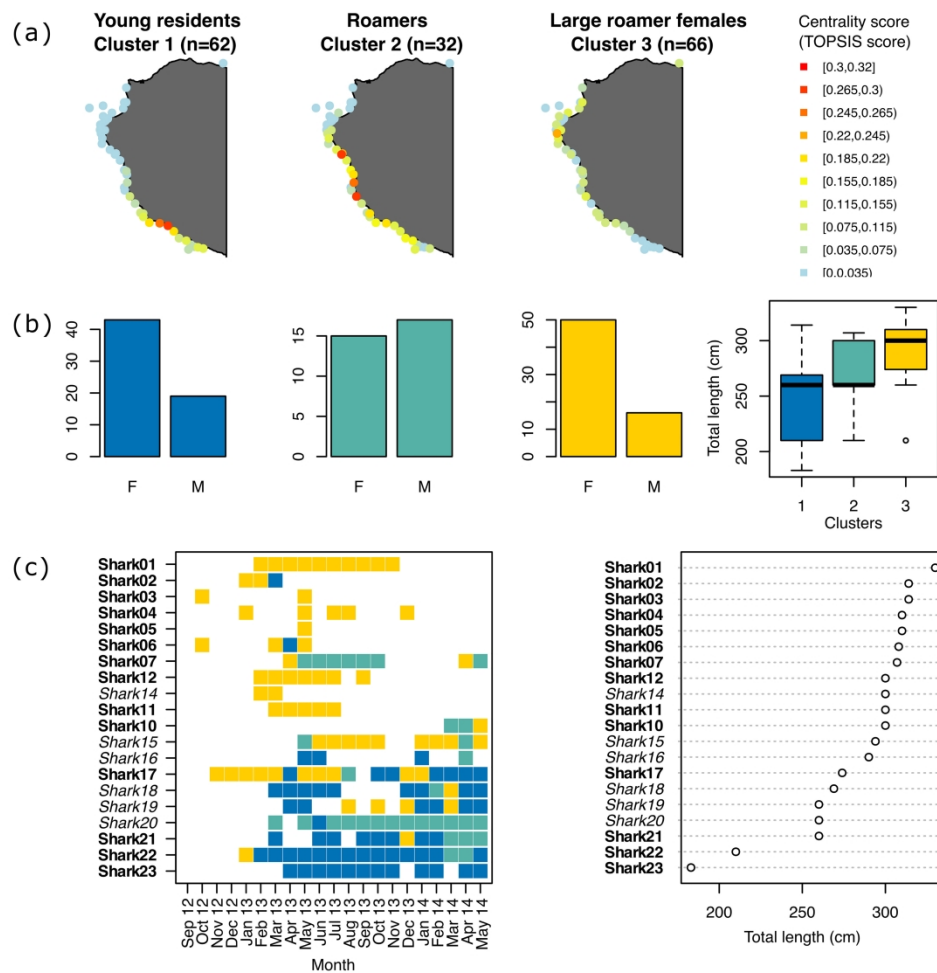 (a)
Young residents
Cluster 1 (n=62)
Roamers
Cluster 2 (n=32)
Large roamer females
Cluster 3 (n=66)
Centrality score
(TOPSIS score)
[0.3,0.32]
[0.265,0.3)
[0.245,0.265)
[0.22,0.245)
[0.185,0.22)
[0.155,0.185)
[0.115,0.155)
[0.075,0.115)
[0.035,0.075)
[0,0.035)
(b)
0 10 20 30 40
F M
0 5 10 15
F M
0 10 30 50
F M
Total length (cm)
200 250 300
1 2 3
Clusters
(c)
Shark01
Shark02
Shark03
Shark04
Shark05
Shark06
Shark07
Shark12
Shark14
Shark11
Shark10
Shark15
Shark16
Shark17
Shark18
Shark19
Shark20
Shark21
Shark22
Shark23
Sep 12
Oct 12
Nov 12
Dec 12
Jan 13
Feb 13
Mar 13
Apr 13
May 13
Jun 13
Jul 13
Aug 13
Sep 13
Oct 13
Nov 13
Dec 13
Jan 14
Feb 14
Mar 14
Apr 14
May 14
Month
Shark01
Shark02
Shark03
Shark04
Shark05
Shark06
Shark07
Shark12
Shark14
Shark11
Shark10
Shark15
Shark16
Shark17
Shark18
Shark19
Shark20
Shark21
Shark22
Shark23
200 250 300
Total length (cm)